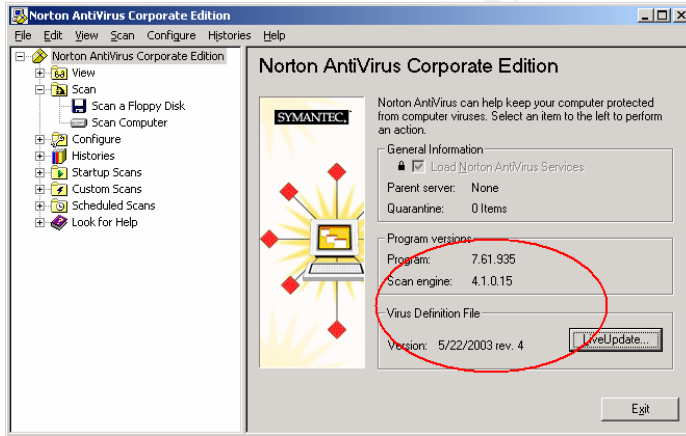 Norton AntiVirus Corporate Edition
File Edit View Scan Configure Histories Help
Norton AntiVirus Corporate Edition
View
Scan
Scan a Floppy Disk
Scan Computer
Configure
Histories
Startup Scans
Custom Scans
Scheduled Scans
Look for Help
Norton AntiVirus Corporate Edition
SYMANTEC.
Norton AntiVirus can help keep your computer protected
from computer viruses. Select an item to the left to perform
an action.
General Information
Load Norton AntiVirus Services
Parent server: None
Quarantine: 0 Items
Program versions
Program: 7.61.935
Scan engine: 4.1.0.15
Virus Definition File
Version: 5/22/2003 rev. 4
LiveUpdate...
Exit